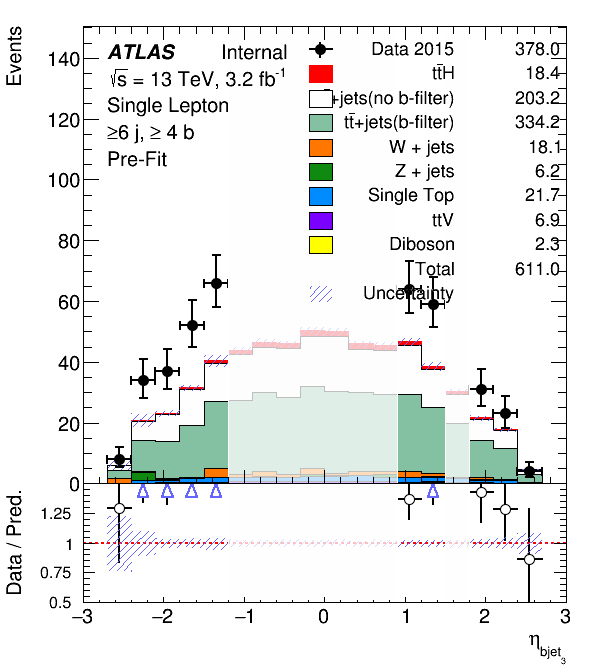 Events
140
120
100
80
60
40
20
0
ATLAS Internal
√s = 13 TeV, 3.2 fb-1
Single Lepton
≥6 j, ≥ 4 b
Pre-Fit
Data 2015 378.0
tt̄H 18.4
+jets(no b-filter) 203.2
tt̄+jets(b-filter) 334.2
W + jets 18.1
Z + jets 6.2
Single Top 21.7
ttV 6.9
Diboson 2.3
Total 611.0
Uncertainty
Data / Pred.
1.25
1
0.75
0.5
−3 −2 −1 0 1 2 3
η bjet 3